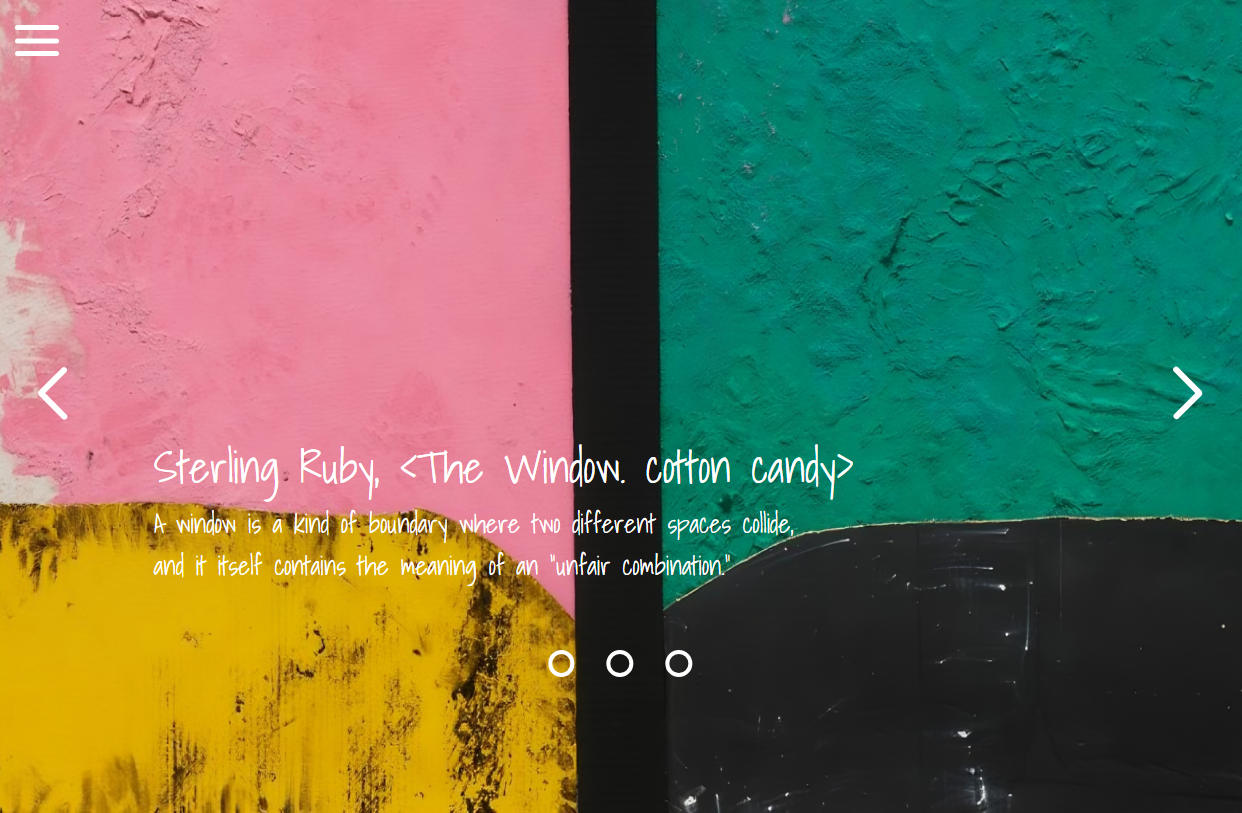 Sterling Ruby, <The Window. cotton candy>
A window is a kind of boundary where two different spaces collide,
and it itself contains the meaning of an "unfair combination."